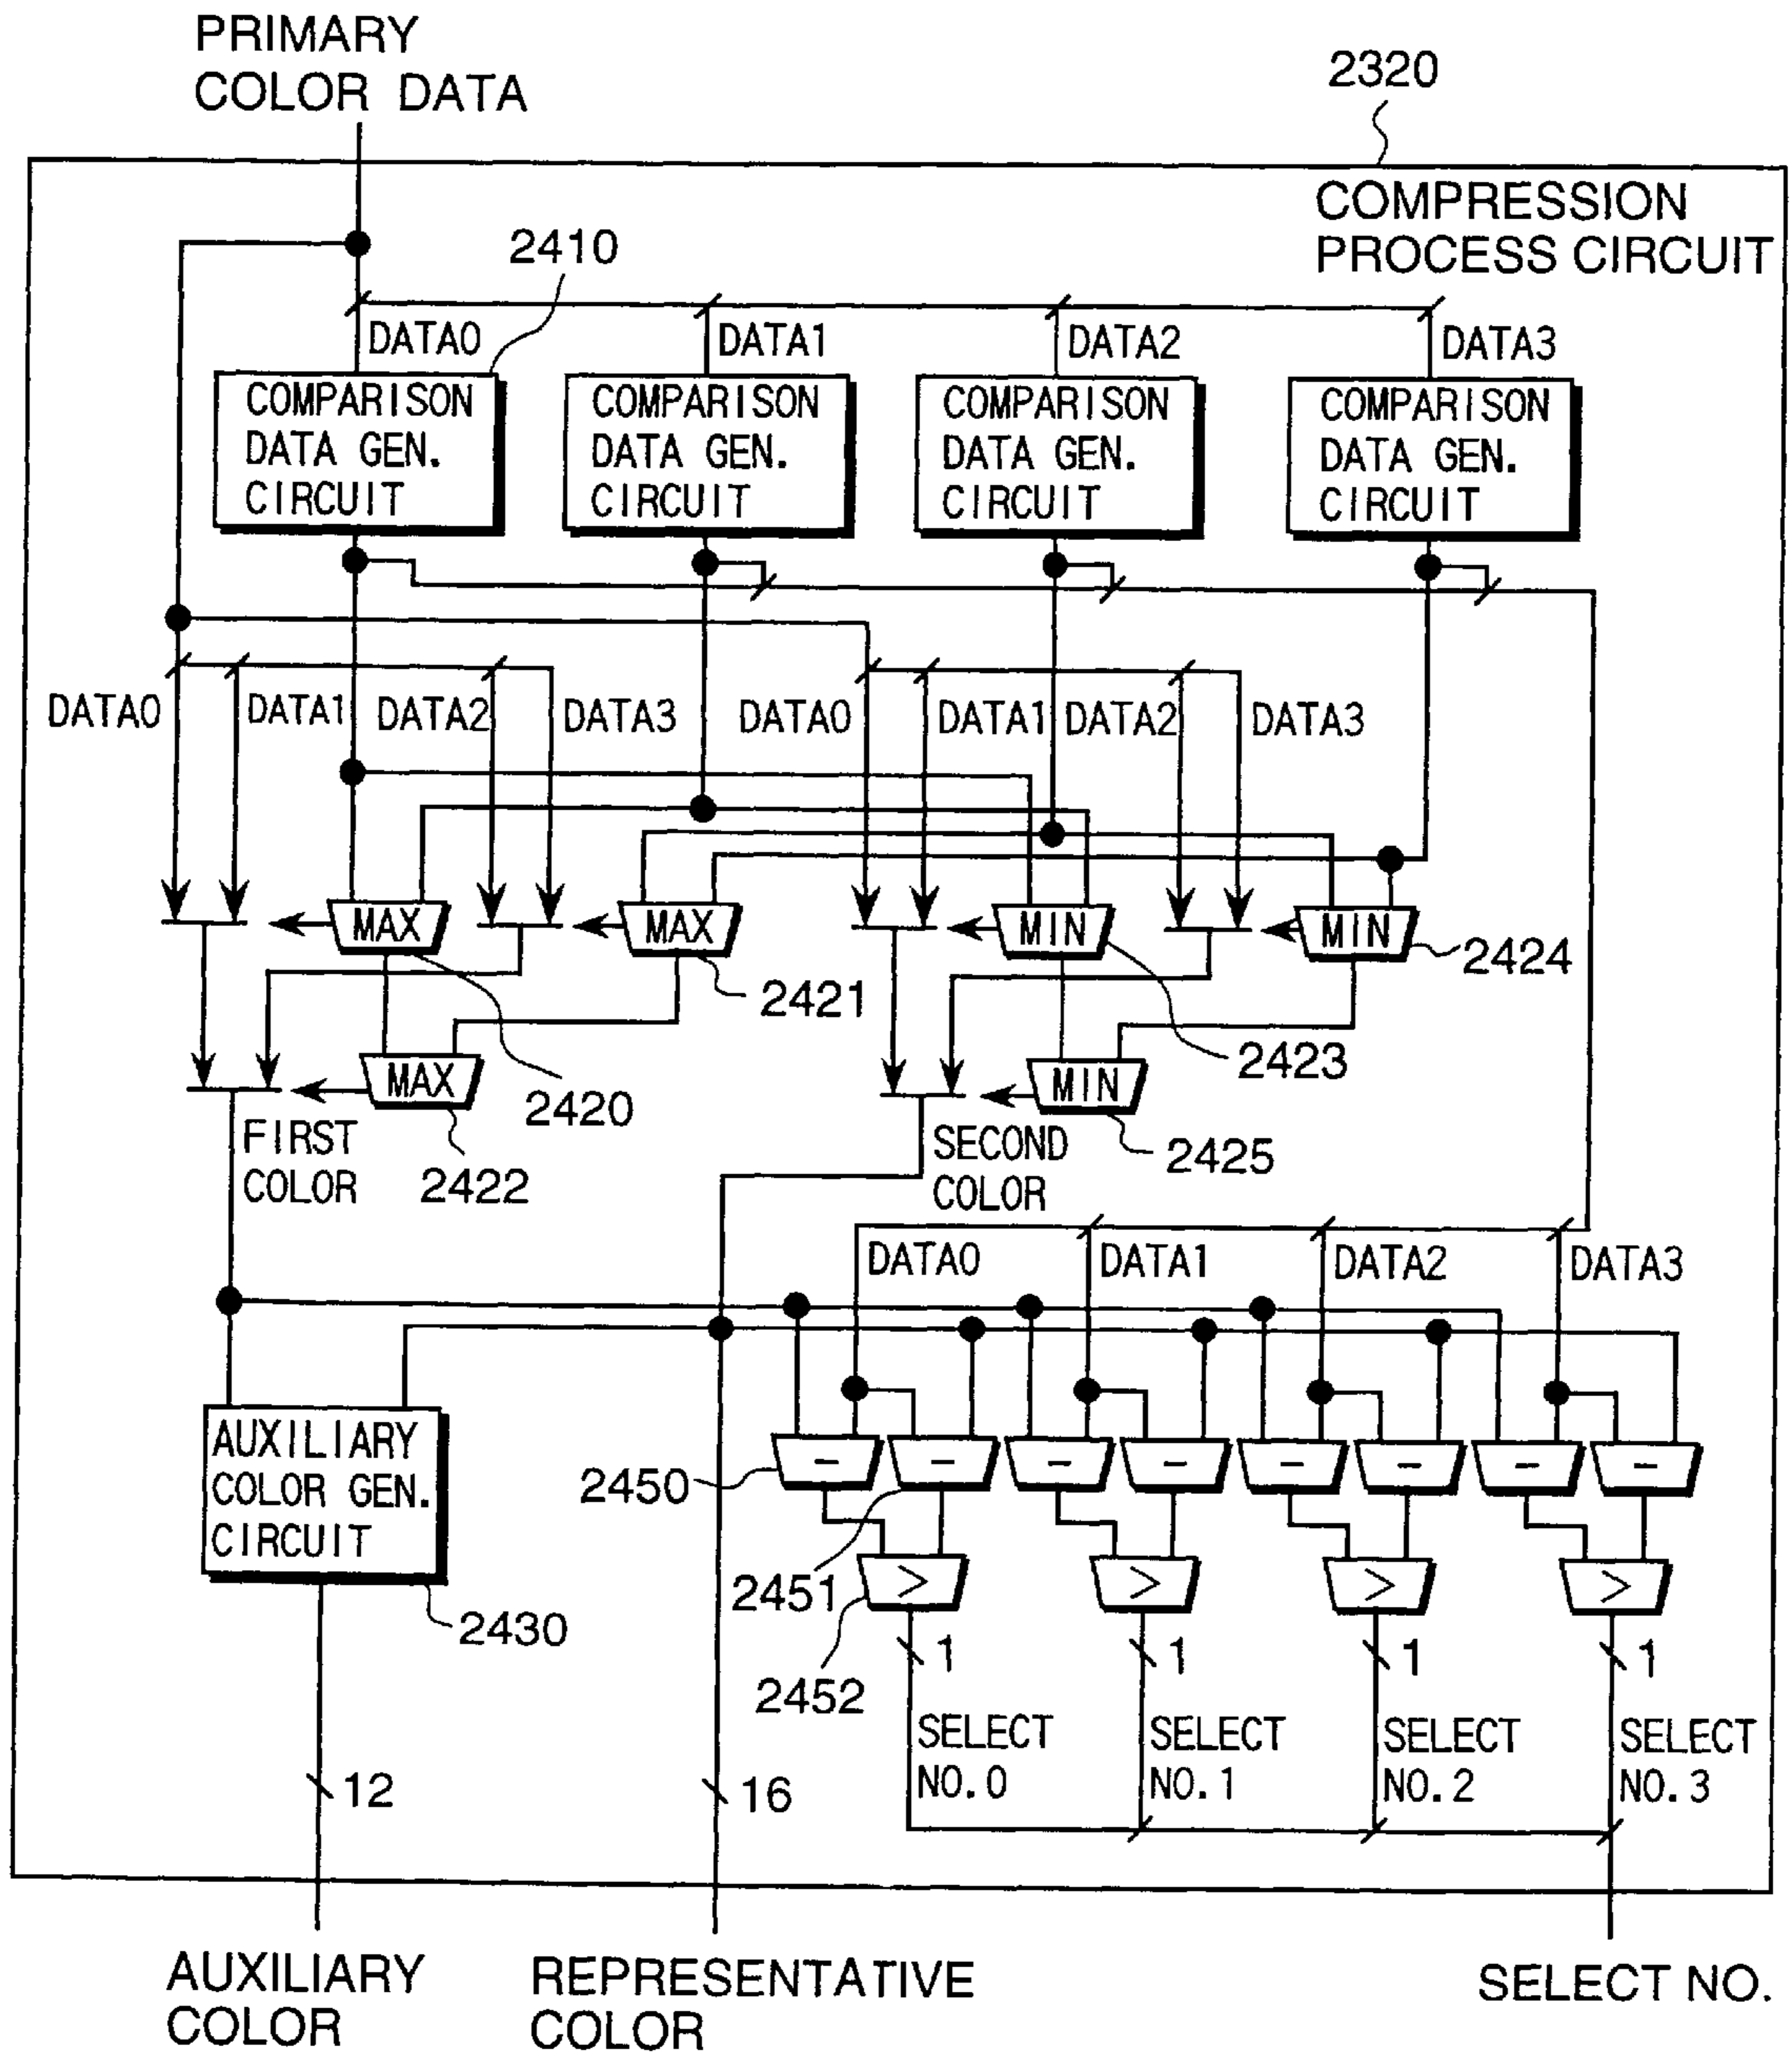 PRIMARY
COLOR DATA
2320
COMPRESSION
PROCESS CIRCUIT
2410
DATA0
DATA1
DATA2
DATA3
COMPARISON
DATA GEN.
CIRCUIT
COMPARISON
DATA GEN.
CIRCUIT
COMPARISON
DATA GEN.
CIRCUIT
COMPARISON
DATA GEN.
CIRCUIT
DATA0
DATA1
DATA2
DATA3
DATA0
DATA1
DATA2
DATA3
MAX
MAX
MIN
MIN
2424
2421
2423
MAX
2420
MIN
FIRST
COLOR
2422
SECOND
COLOR
2425
DATA0
DATA1
DATA2
DATA3
AUXILIARY
COLOR GEN.
CIRCUIT
2450
-
-
-
-
-
-
-
-
2451
>
>
>
>
2430
2452
1
1
1
1
SELECT
NO.0
SELECT
NO.1
SELECT
NO.2
SELECT
NO.3
12
16
AUXILIARY
COLOR
REPRESENTATIVE
COLOR
SELECT NO.